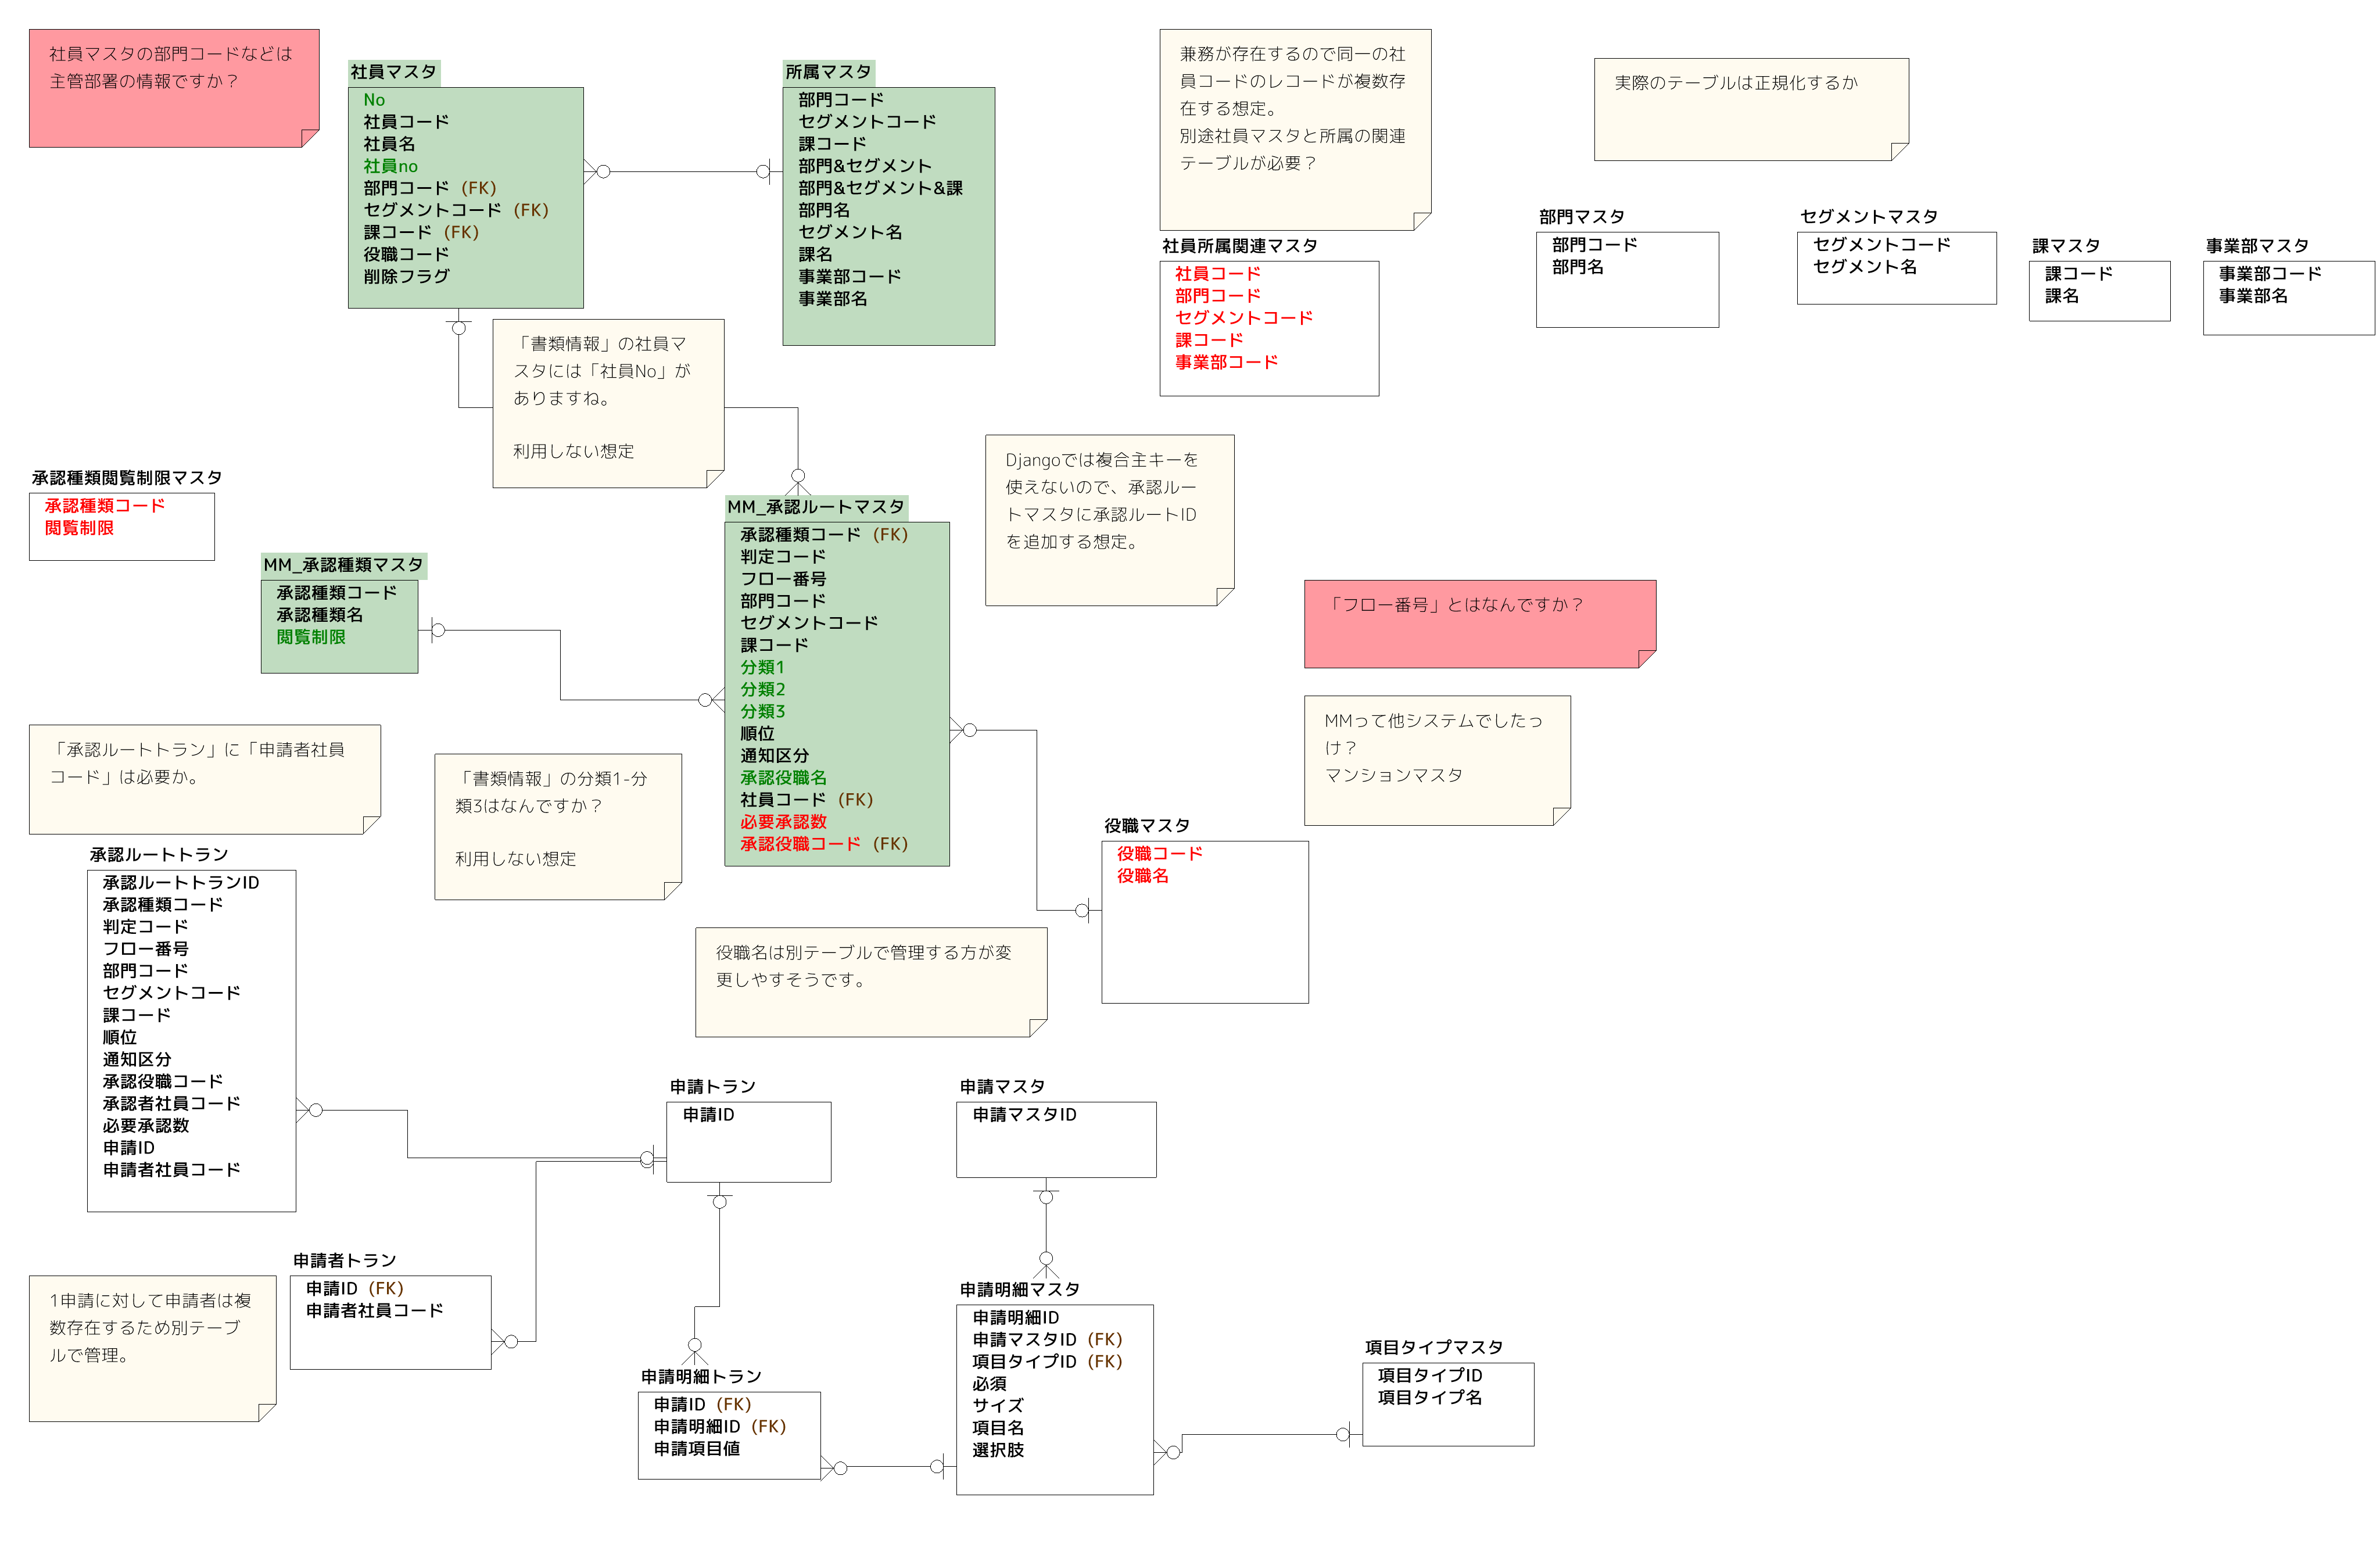 社員マスタの部門コードなどは
主管部署の情報ですか？
社員マスタ
No
社員コード
社員名
社員no
部門コード (FK)
セグメントコード (FK)
課コード (FK)
役職コード
削除フラグ
所属マスタ
部門コード
セグメントコード
課コード
部門&セグメント
部門&セグメント&課
部門名
セグメント名
課名
事業部コード
事業部名
兼務が存在するので同一の社
員コードのレコードが複数存
在する想定。
別途社員マスタと所属の関連
テーブルが必要？
実際のテーブルは正規化するか
社員所属関連マスタ
社員コード
部門コード
セグメントコード
課コード
事業部コード
部門マスタ
部門コード
部門名
セグメントマスタ
セグメントコード
セグメント名
課マスタ
課コード
課名
事業部マスタ
事業部コード
事業部名
「書類情報」の社員マ
スタには「社員No」が
ありますね。
利用しない想定
承認種類閲覧制限マスタ
承認種類コード
閲覧制限
MM_承認種類マスタ
承認種類コード
承認種類名
閲覧制限
MM_承認ルートマスタ
承認種類コード (FK)
判定コード
フロー番号
部門コード
セグメントコード
課コード
分類1
分類2
分類3
順位
通知区分
承認役職名
社員コード (FK)
必要承認数
承認役職コード (FK)
Djangoでは複合主キーを
使えないので、承認ルー
トマスタに承認ルートID
を追加する想定。
「フロー番号」とはなんですか？
MMって他システムでしたっ
け？
マンションマスタ
「承認ルートトラン」に「申請者社員
コード」は必要か。
「書類情報」の分類1-分
類3はなんですか？
利用しない想定
役職マスタ
役職コード
役職名
役職名は別テーブルで管理する方が変
更しやすそうです。
承認ルートトラン
承認ルートトランID
承認種類コード
判定コード
フロー番号
部門コード
セグメントコード
課コード
順位
通知区分
承認役職コード
承認者社員コード
必要承認数
申請ID
申請者社員コード
申請トラン
申請ID
申請マスタ
申請マスタID
1申請に対して申請者は複
数存在するため別テーブ
ルで管理。
申請者トラン
申請ID (FK)
申請者社員コード
申請明細トラン
申請ID (FK)
申請明細ID (FK)
申請項目値
申請明細マスタ
申請明細ID
申請マスタID (FK)
項目タイプID (FK)
必須
サイズ
項目名
選択肢
項目タイプマスタ
項目タイプID
項目タイプ名